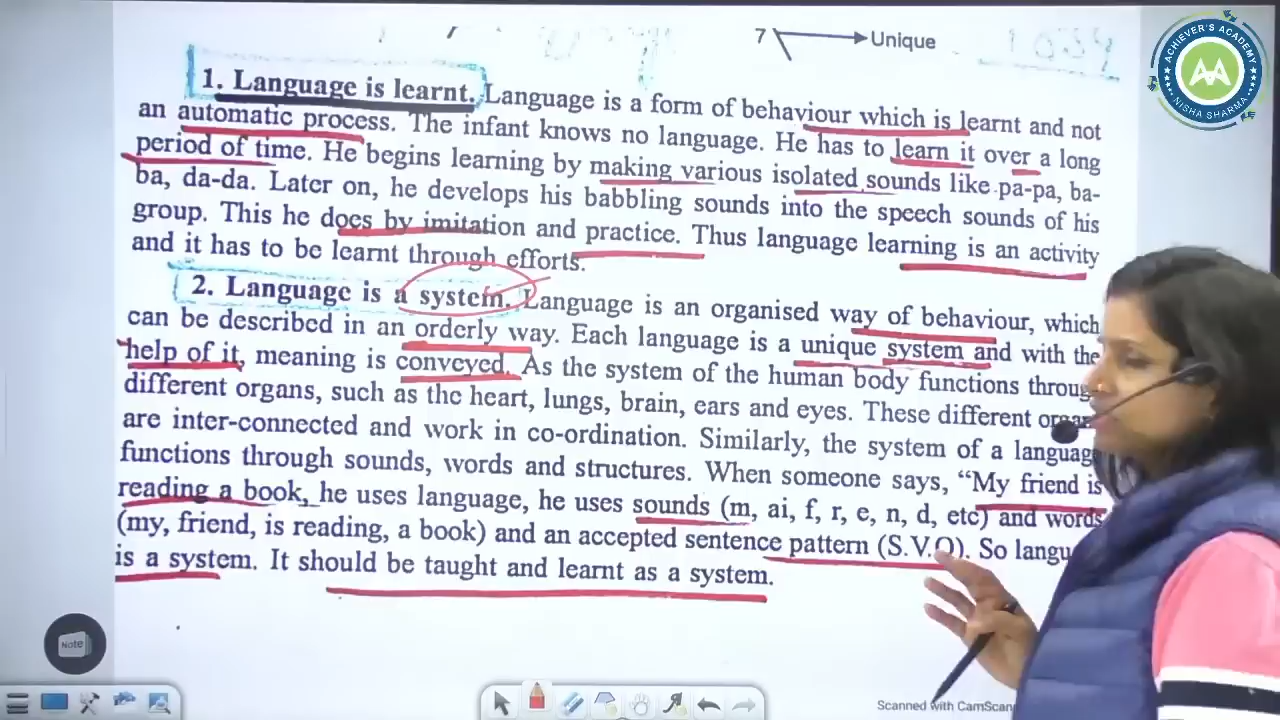 7 Unique
ACHIEVER'S ACADEMY
NISHA SHARMA
1. Language is learnt. Language is a form of behaviour which is learnt and not
an automatic process. The infant knows no language. He has to learn it over a long
period of time. He begins learning by making various isolated sounds like pa-pa, ba-
ba, da-da. Later on, he develops his babbling sounds into the speech sounds of his
group. This he does by imitation and practice. Thus language learning is an activity
and it has to be learnt through efforts.
2. Language is a system. Language is an organised way of behaviour, which
can be described in an orderly way. Each language is a unique system and with the
help of it, meaning is conveyed. As the system of the human body functions throug
different organs, such as the heart, lungs, brain, ears and eyes. These different organ
are inter-connected and work in co-ordination. Similarly, the system of a language
functions through sounds, words and structures. When someone says, “My friend is
reading a book, he uses language, he uses sounds (m, ai, f, r, e, n, d, etc) and words
(my, friend, is reading, a book) and an accepted sentence pattern (S.V.O). So langu
is a system. It should be taught and learnt as a system.
Note
Scanned with CamScan